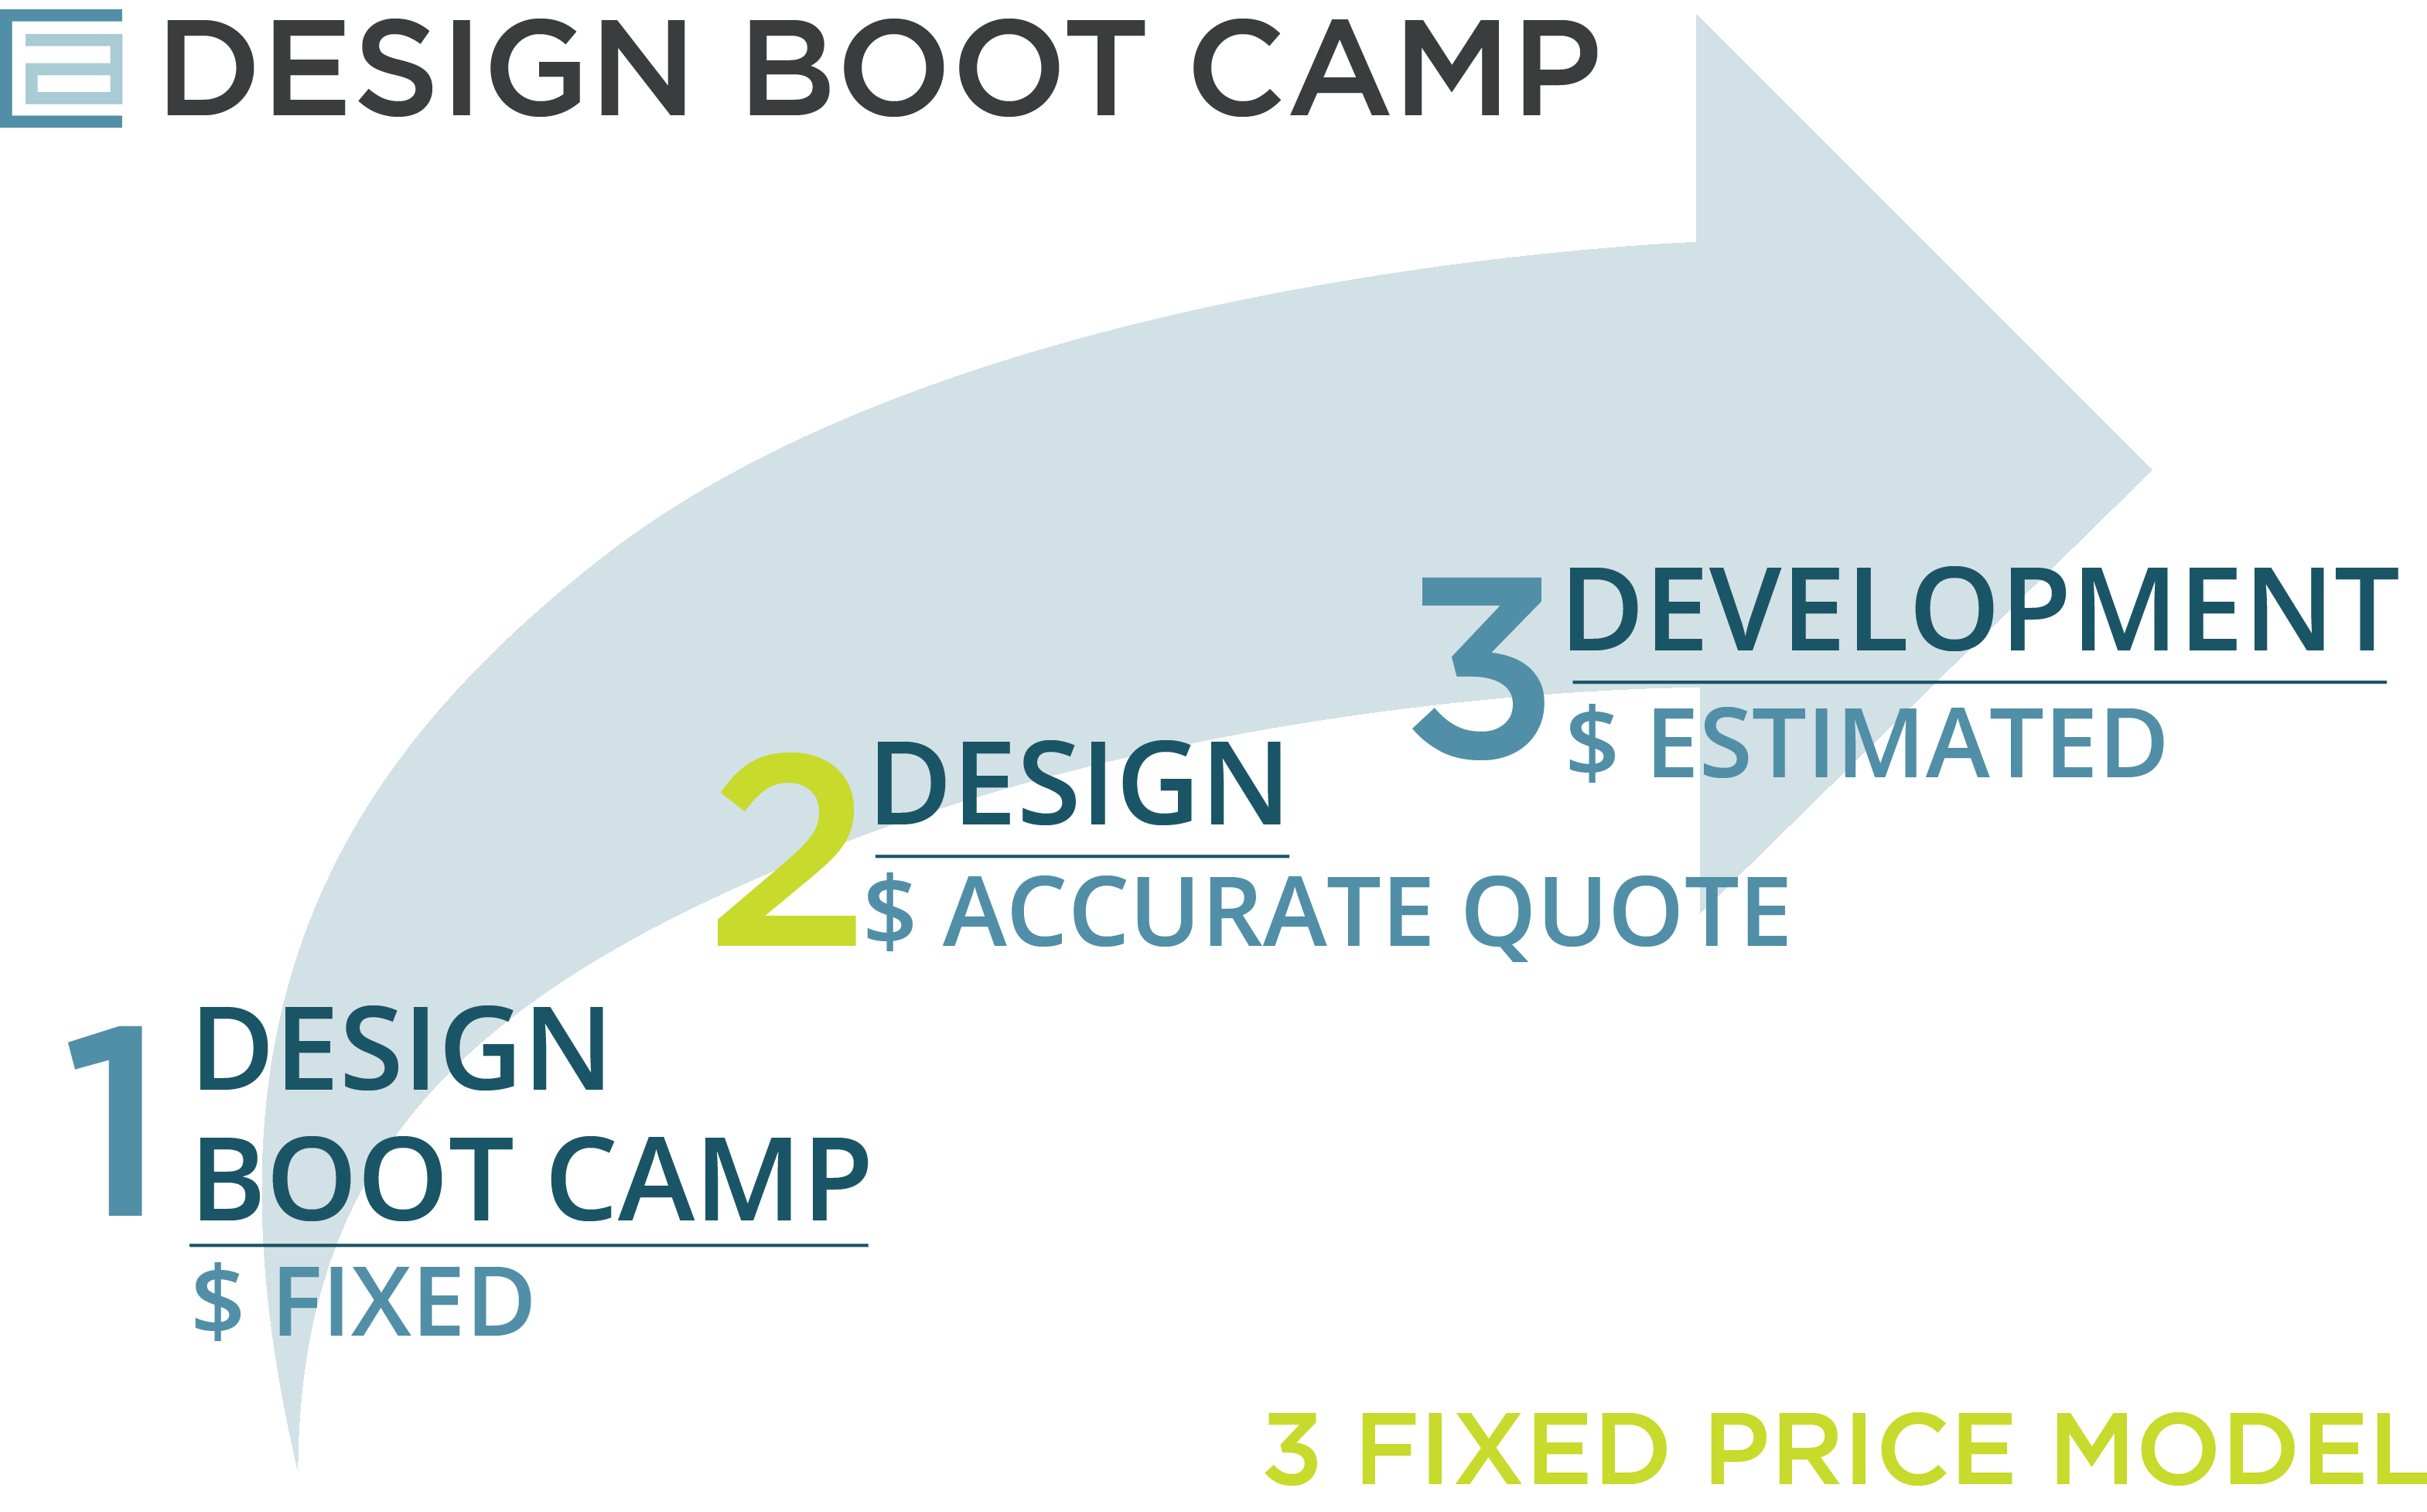 DESIGN BOOT CAMP
1
DESIGN
BOOT CAMP
$ FIXED
2
DESIGN
$ ACCURATE QUOTE
3
DEVELOPMENT
$ ESTIMATED
3 FIXED PRICE MODEL